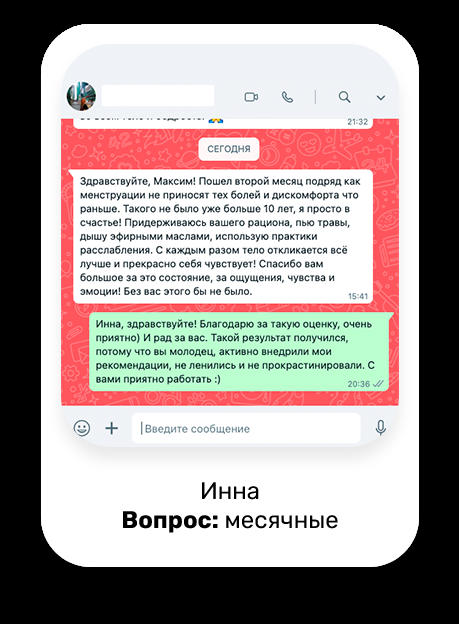 21:32
СЕГОДНЯ
Здравствуйте, Максим! Пошел второй месяц подряд как
менструации не приносят тех болей и дискомфорта что
раньше. Такого не было уже больше 10 лет, я просто в
счастье! Придерживаюсь вашего рациона, пью травы,
дышу эфирными маслами, использую практики
расслабления. С каждым разом тело откликается всё
лучше и прекрасно себя чувствует! Спасибо вам
большое за это состояние, за ощущения, чувства и
эмоции! Без вас этого бы не было.
15:41
Инна, здравствуйте! Благодарю за такую оценку, очень
приятно) И рад за вас. Такой результат получился,
потому что вы молодец, активно внедрили мои
рекомендации, не ленились и не прокрастинировали. С
вами приятно работать :)
20:36
Введите сообщение
Инна
Вопрос: месячные